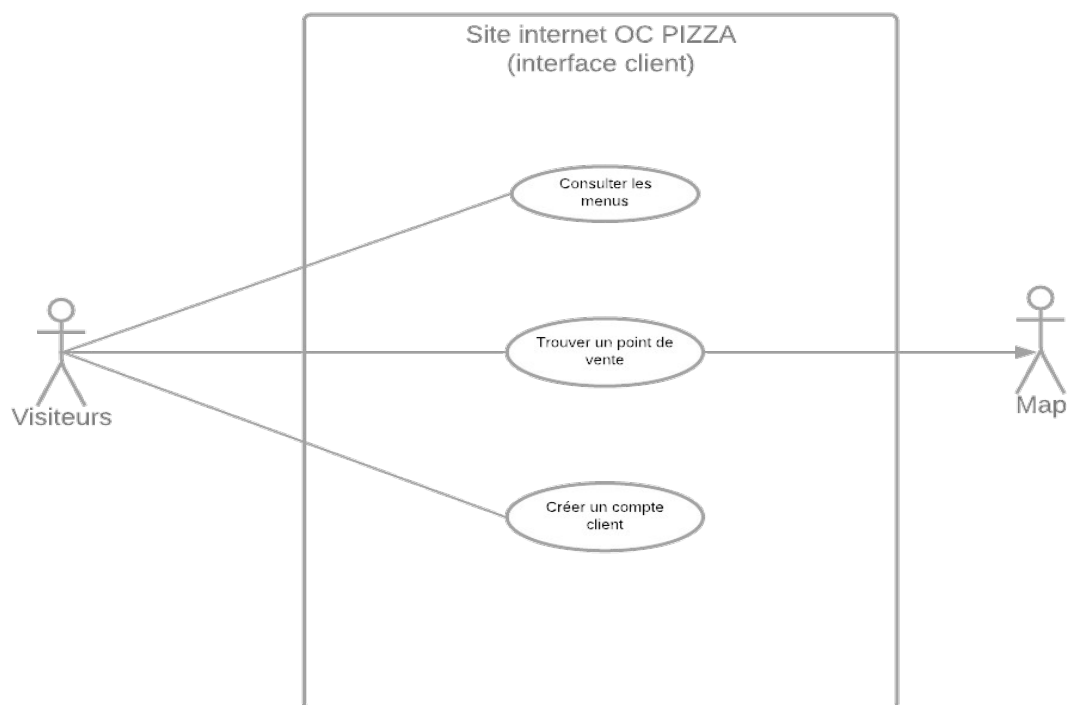 Site internet OC PIZZA
(interface client)
Consulter les
menus
Trouver un point de
vente
Visiteurs
Map
Créer un compte
client